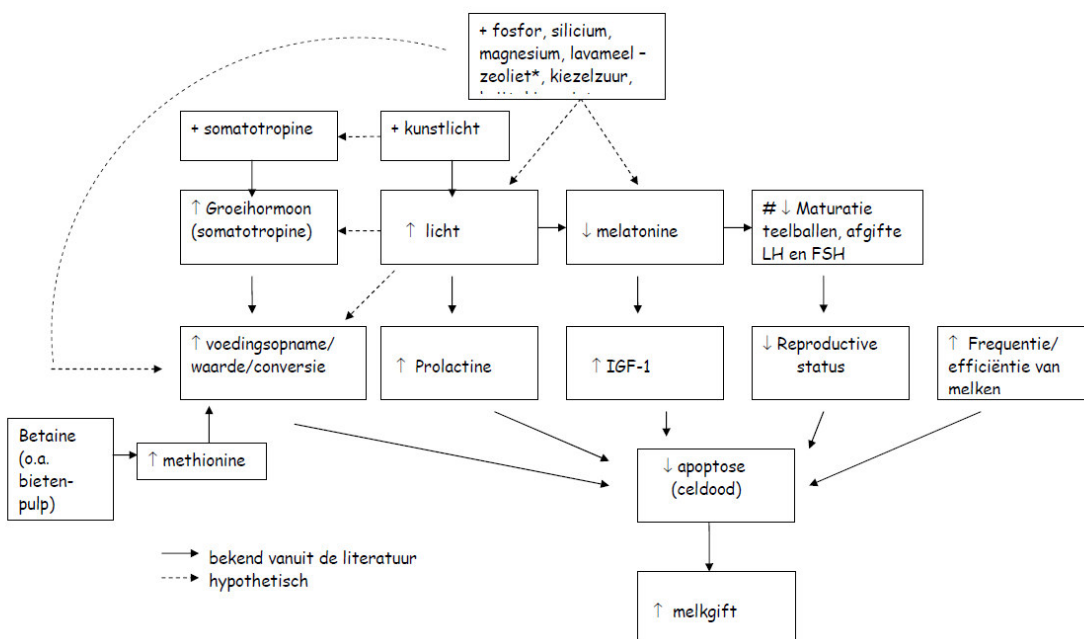 + fosfor, silicium,
magnesium, lavameel –
zeoliet*, kiezelzuur,
+ somatotropine
+ kunstlicht
↑ Groeihormoon
(somatotropine)
↑ licht
↓ melatonine
# ↓ Maturatie
teelballen, afgifte
LH en FSH
↑ voedingsopname/
waarde/conversie
↑ Prolactine
↑ IGF-1
↓ Reproductive
status
↑ Frequentie/
efficiëntie van
melken
Betaine
(o.a.
bieten-
pulp)
↑ methionine
↓ apoptose
(celdood)
bekend vanuit de literatuur
hypothetisch
↑ melkgift